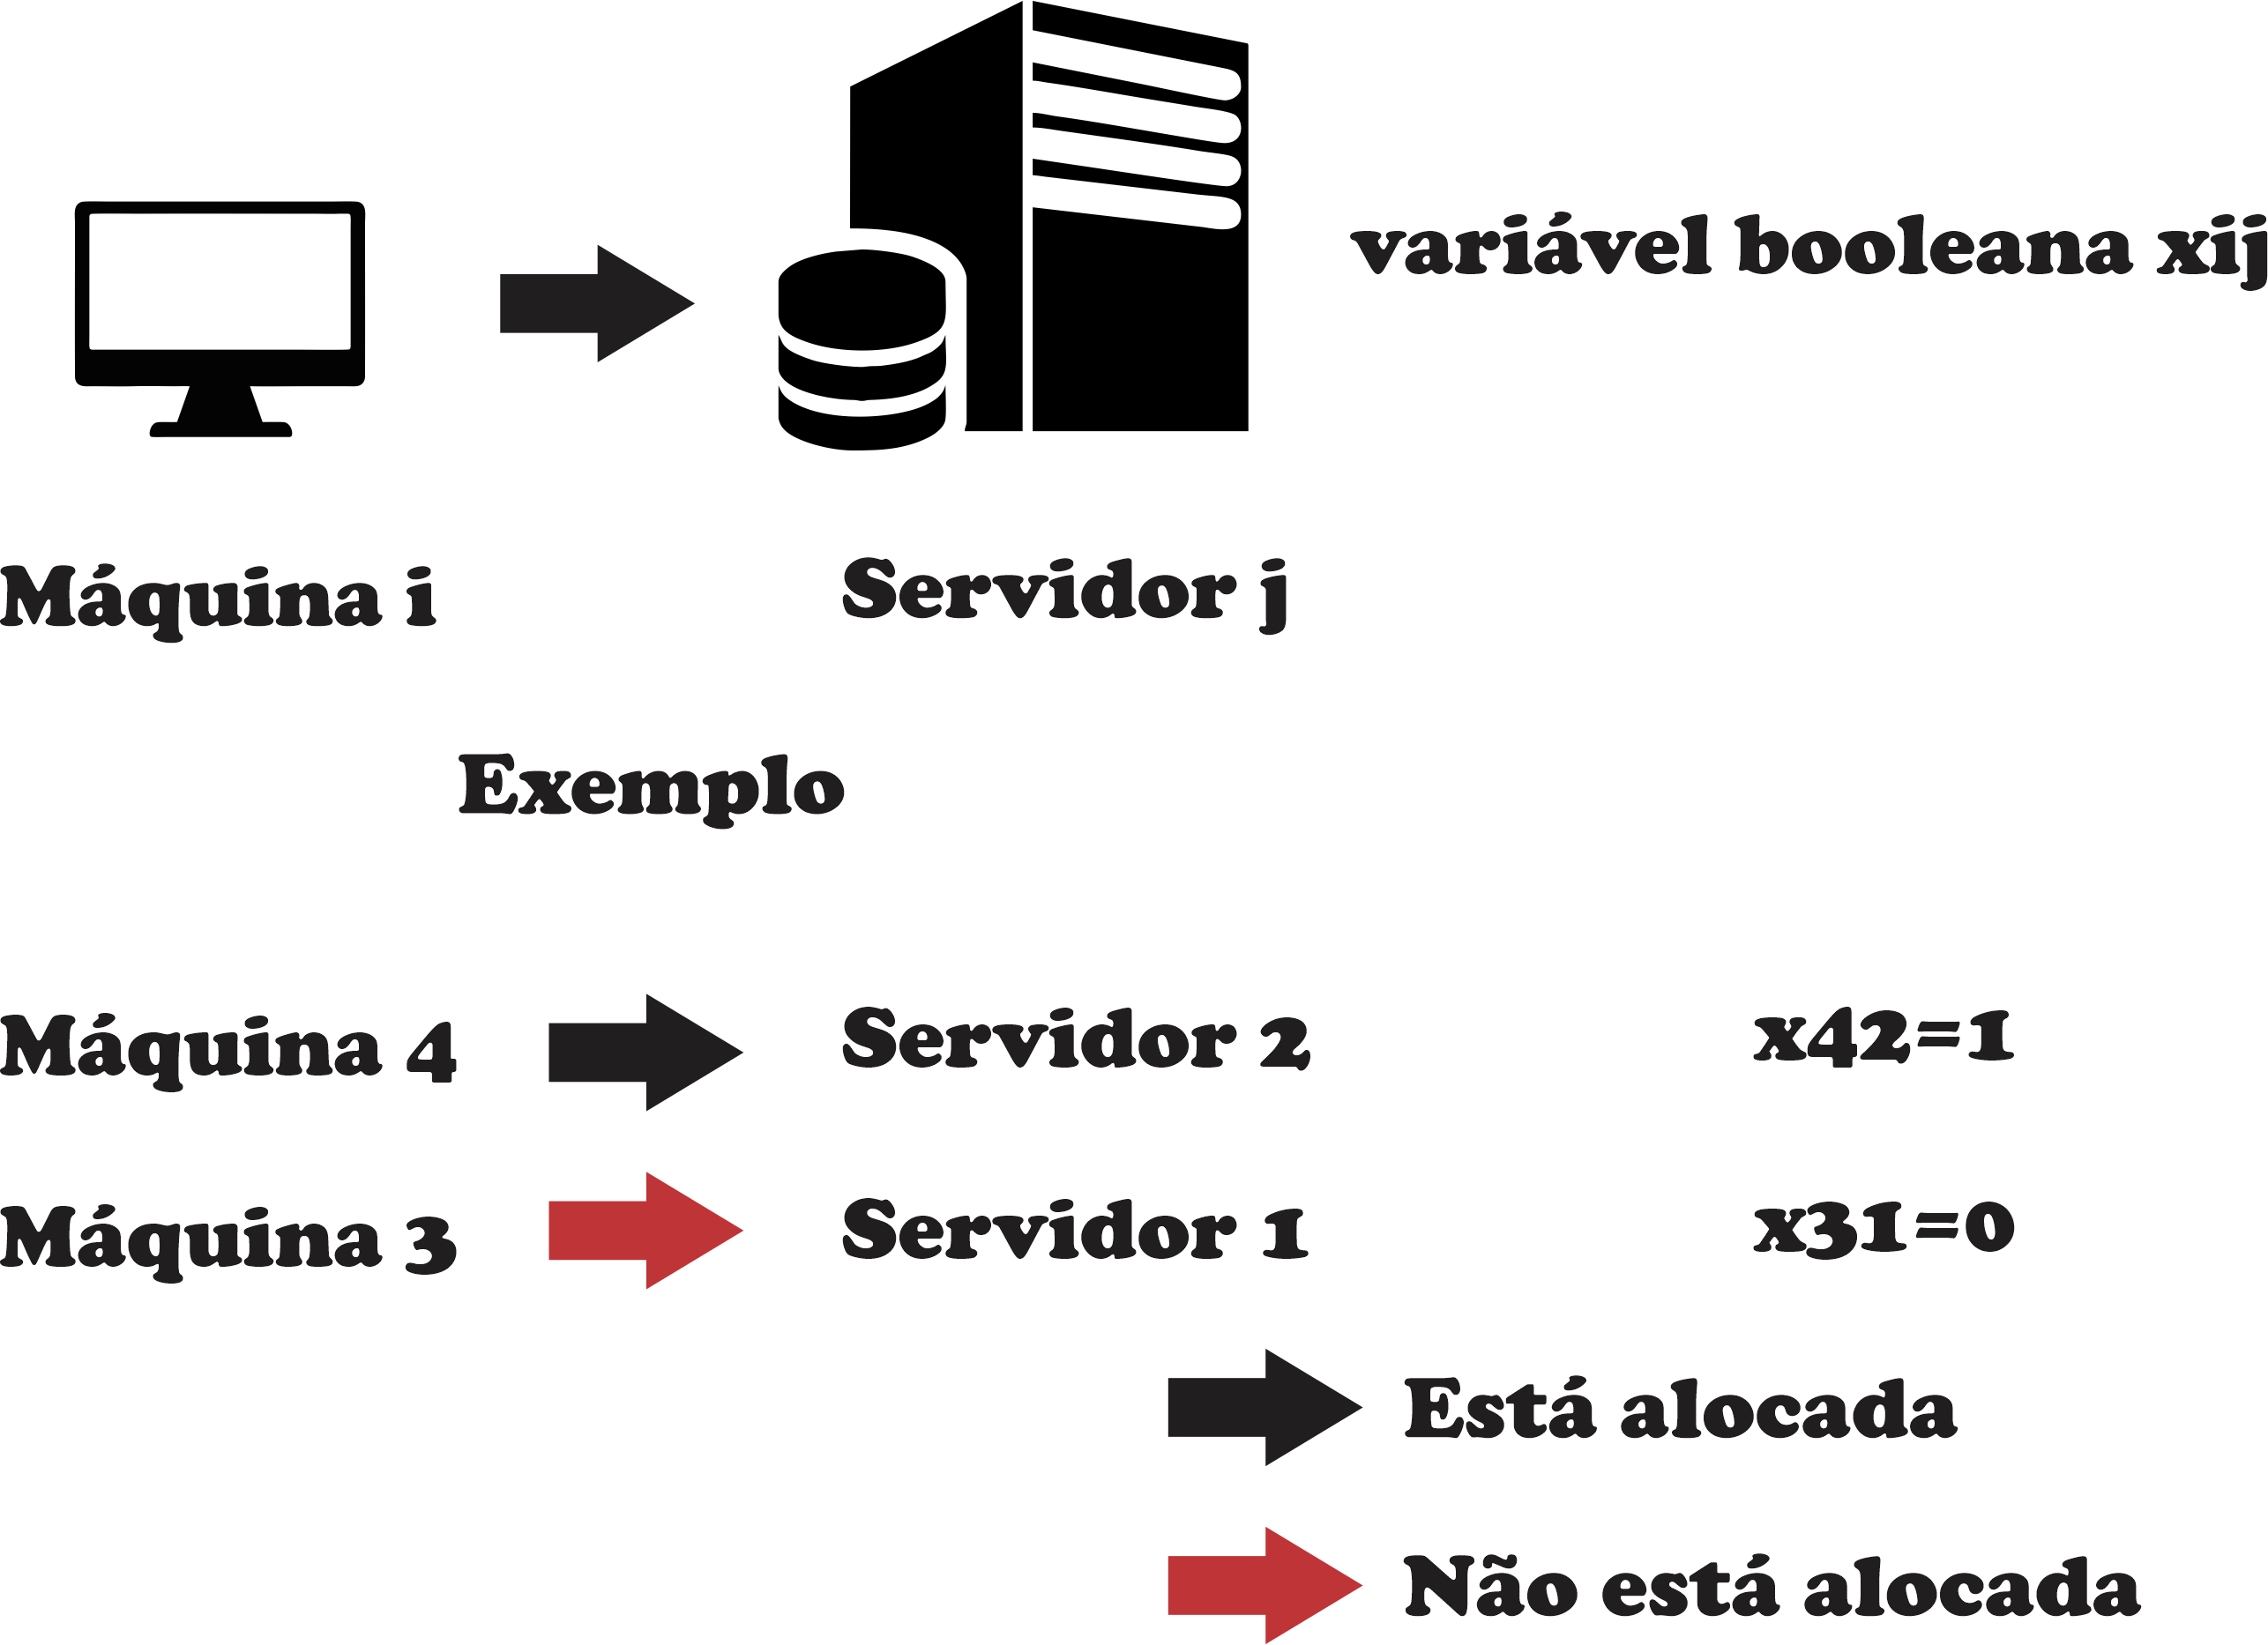 variável booleana xij
Máquina i Servidor j
Exemplo
Máquina 4 Servidor 2 x42=1
Máquina 3 Servidor 1 x31=0
Está alocada
Não está alocada